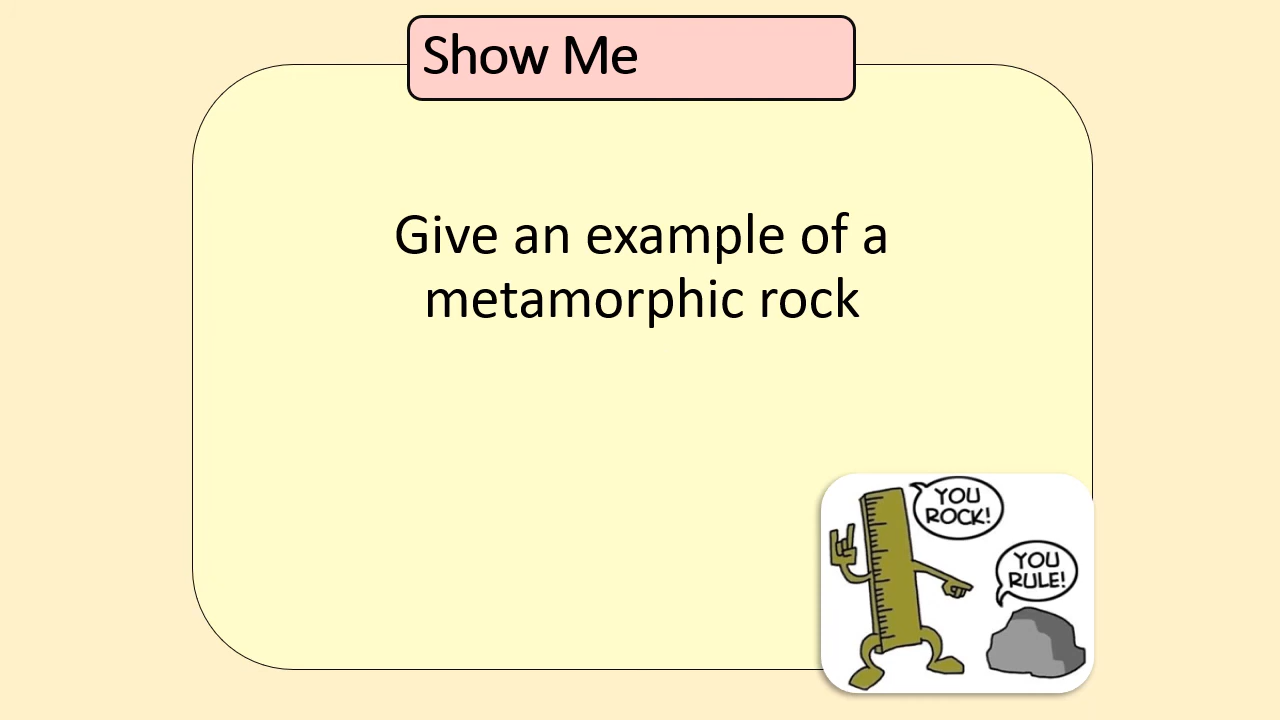 Show Me
Give an example of a
metamorphic rock
YOU
ROCK!
YOU
RULE!